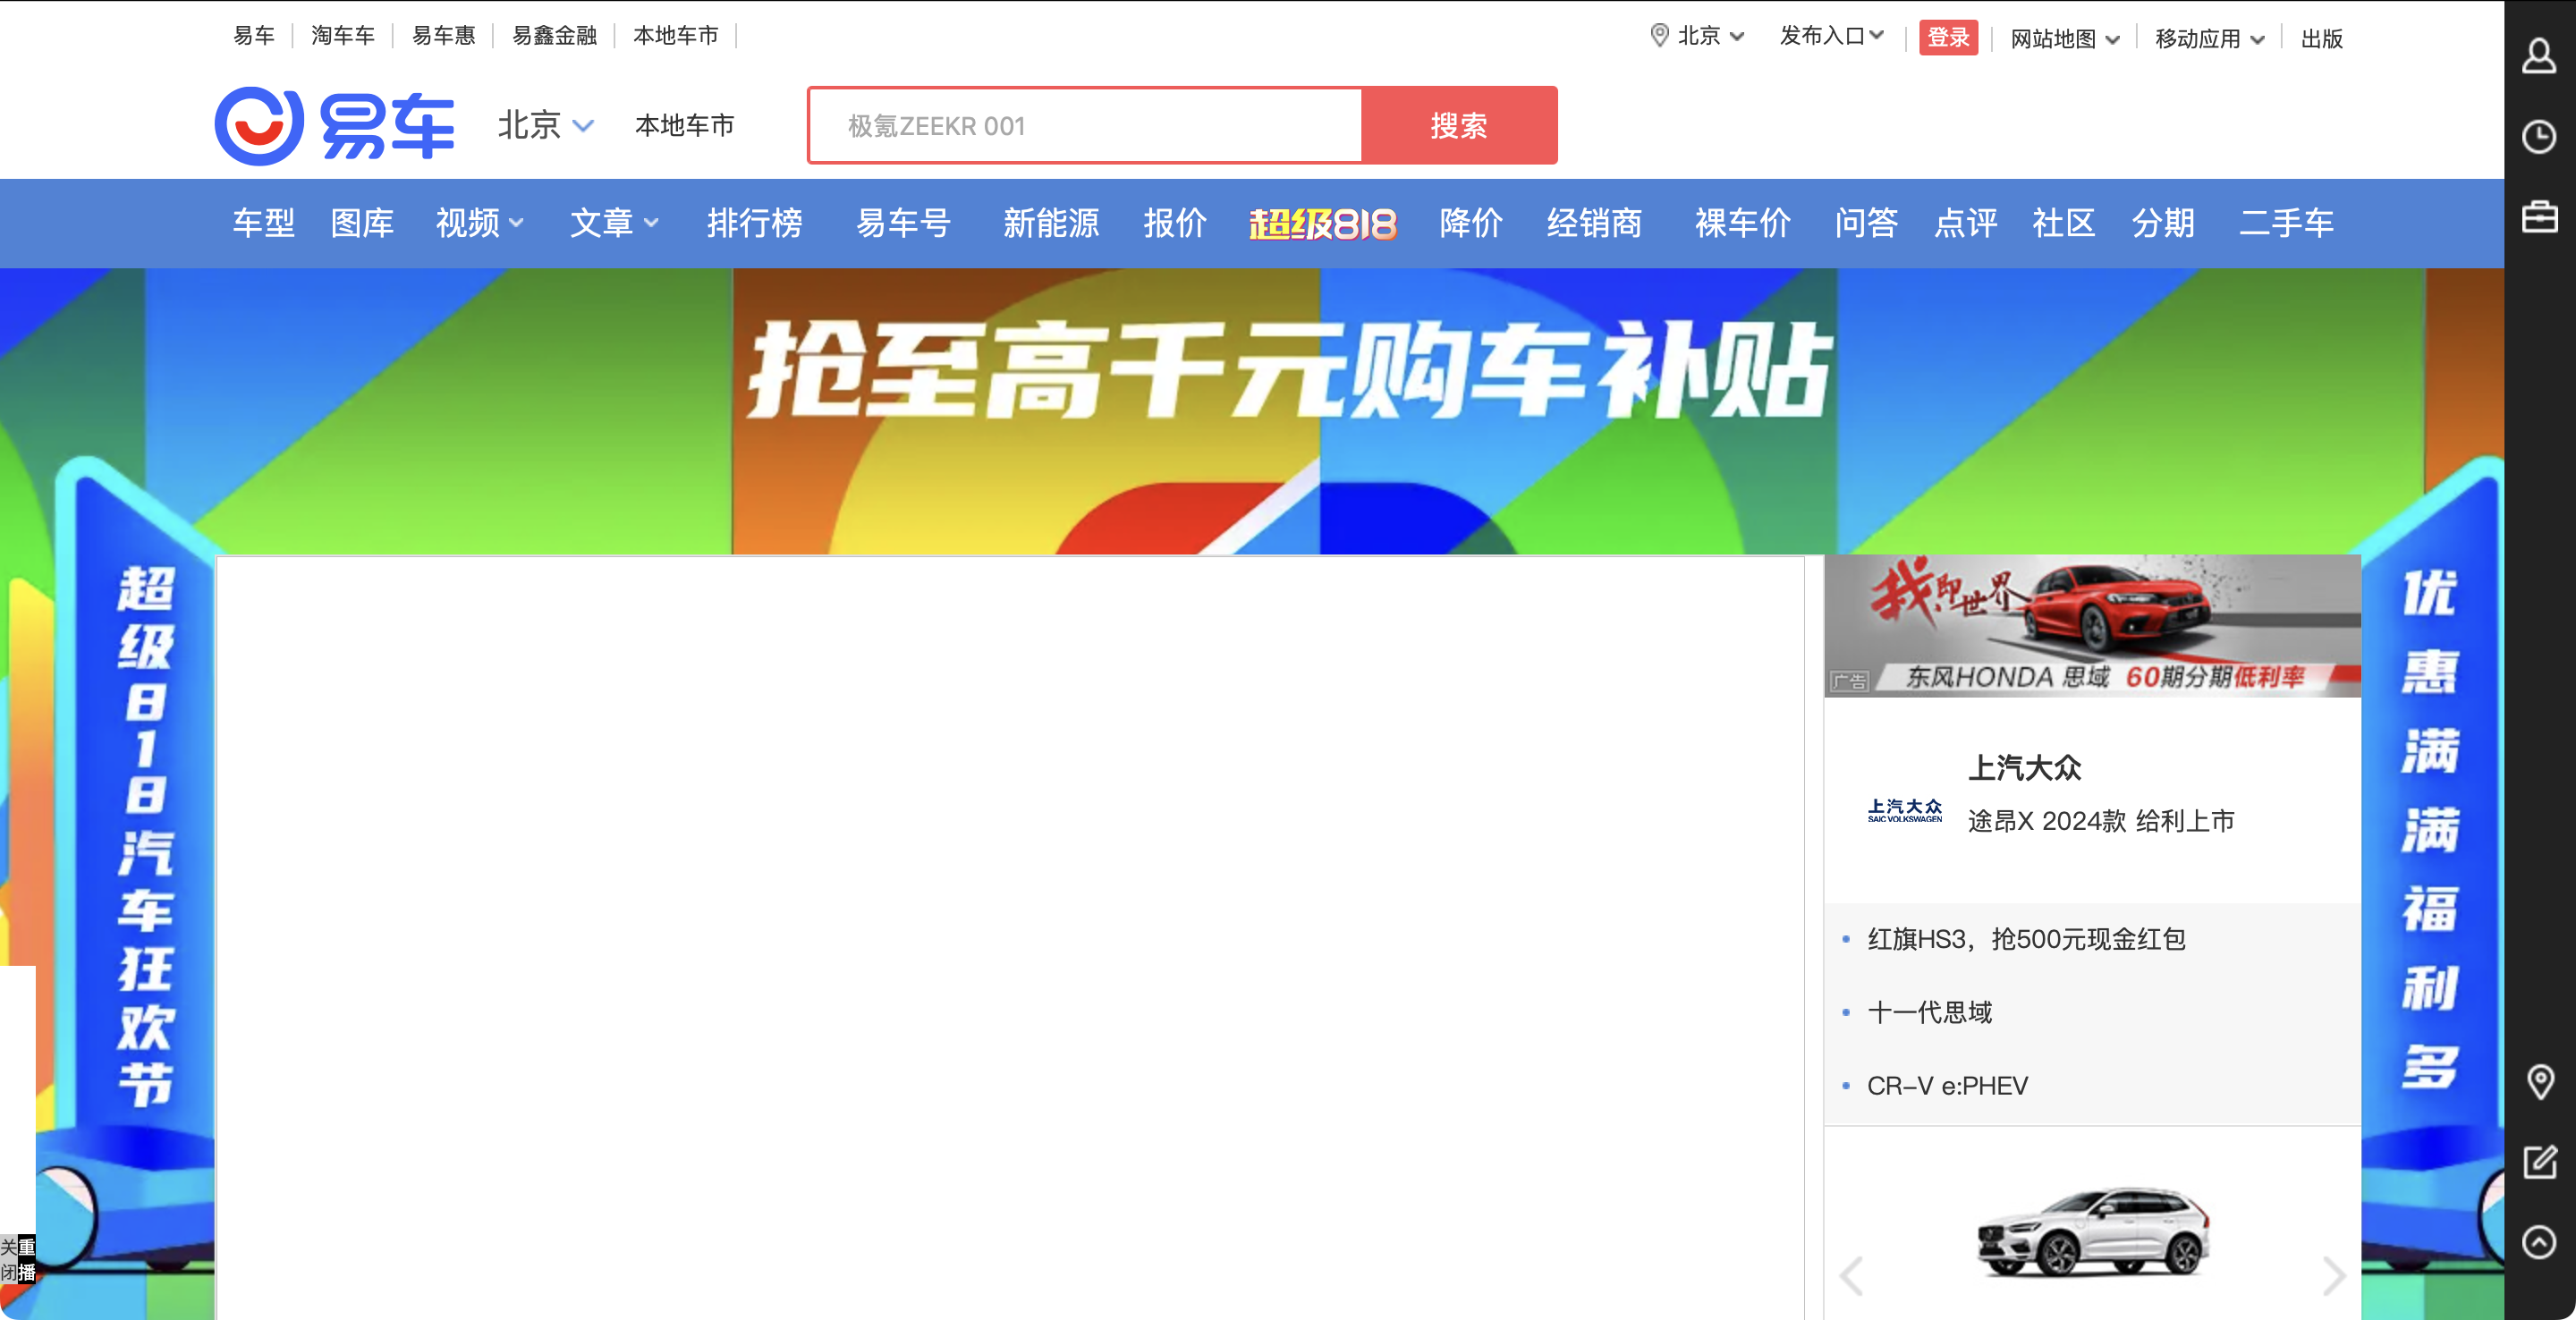 易车 淘车车 易车惠 易鑫金融 本地车市
北京 发布入口 登录 网站地图 移动应用 出版
易车 北京 本地车市 极氪ZEEKR 001 搜索
车型 图库 视频 文章 排行榜 易车号 新能源 报价 超级818 降价 经销商 裸车价 问答 点评 社区 分期 二手车
抢至高千元购车补贴
超级818汽车狂欢节
我即世界
广告 东风HONDA 思域 60期分期低利率
上汽大众
上汽大众
SAIC VOLKSWAGEN
途昂X 2024款 给利上市
红旗HS3，抢500元现金红包
十一代思域
CR-V e:PHEV
优惠满满福利多
关闭
重播